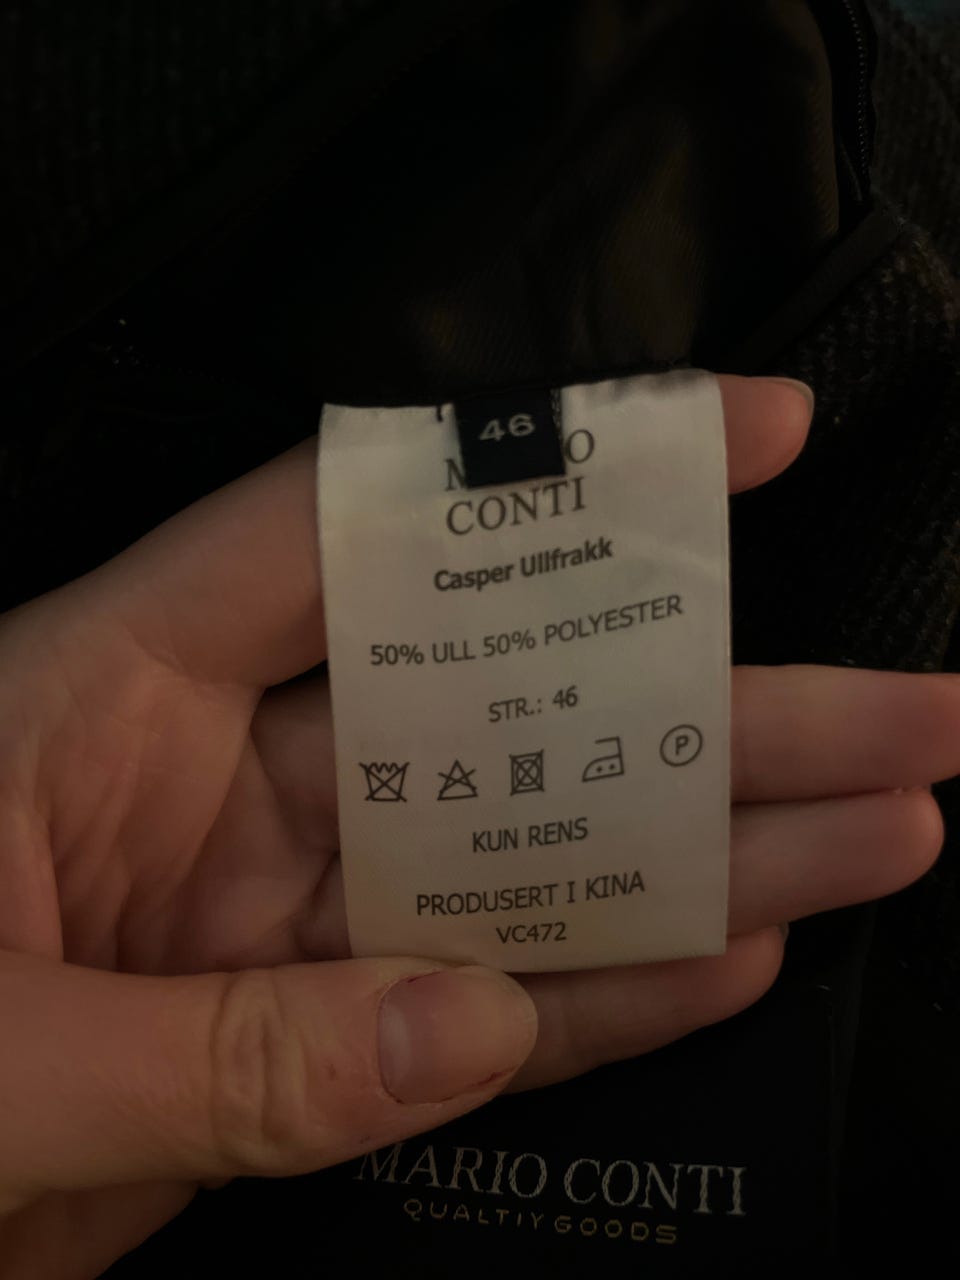 46
CONTI
Casper Ullfrakk
50% ULL 50% POLYESTER
STR.: 46
P
KUN RENS
PRODUSERT I KINA
VC472
MARIO CONTI
QUALTIY GOODS